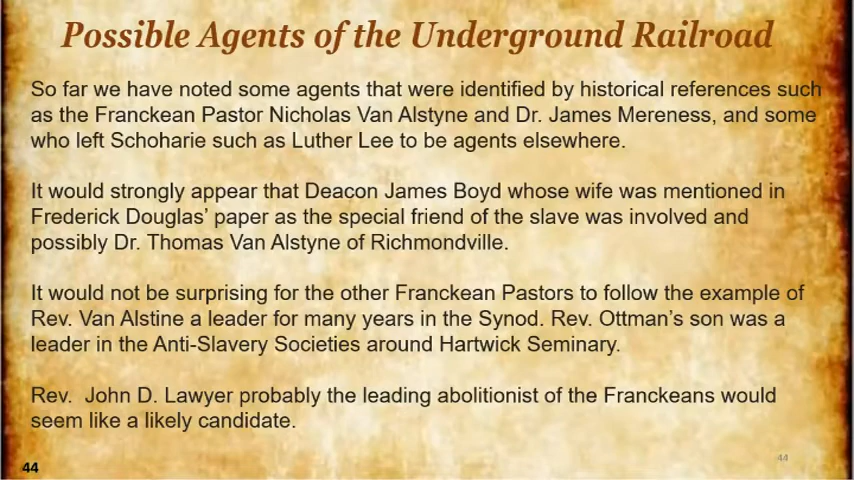 Possible Agents of the Underground Railroad
So far we have noted some agents that were identified by historical references such
as the Franckean Pastor Nicholas Van Alstyne and Dr. James Mereness, and some
who left Schoharie such as Luther Lee to be agents elsewhere.
It would strongly appear that Deacon James Boyd whose wife was mentioned in
Frederick Douglas’ paper as the special friend of the slave was involved and
possibly Dr. Thomas Van Alstyne of Richmondville.
It would not be surprising for the other Franckean Pastors to follow the example of
Rev. Van Alstine a leader for many years in the Synod. Rev. Ottman’s son was a
leader in the Anti-Slavery Societies around Hartwick Seminary.
Rev.  John D. Lawyer probably the leading abolitionist of the Franckeans would
seem like a likely candidate.
44
44